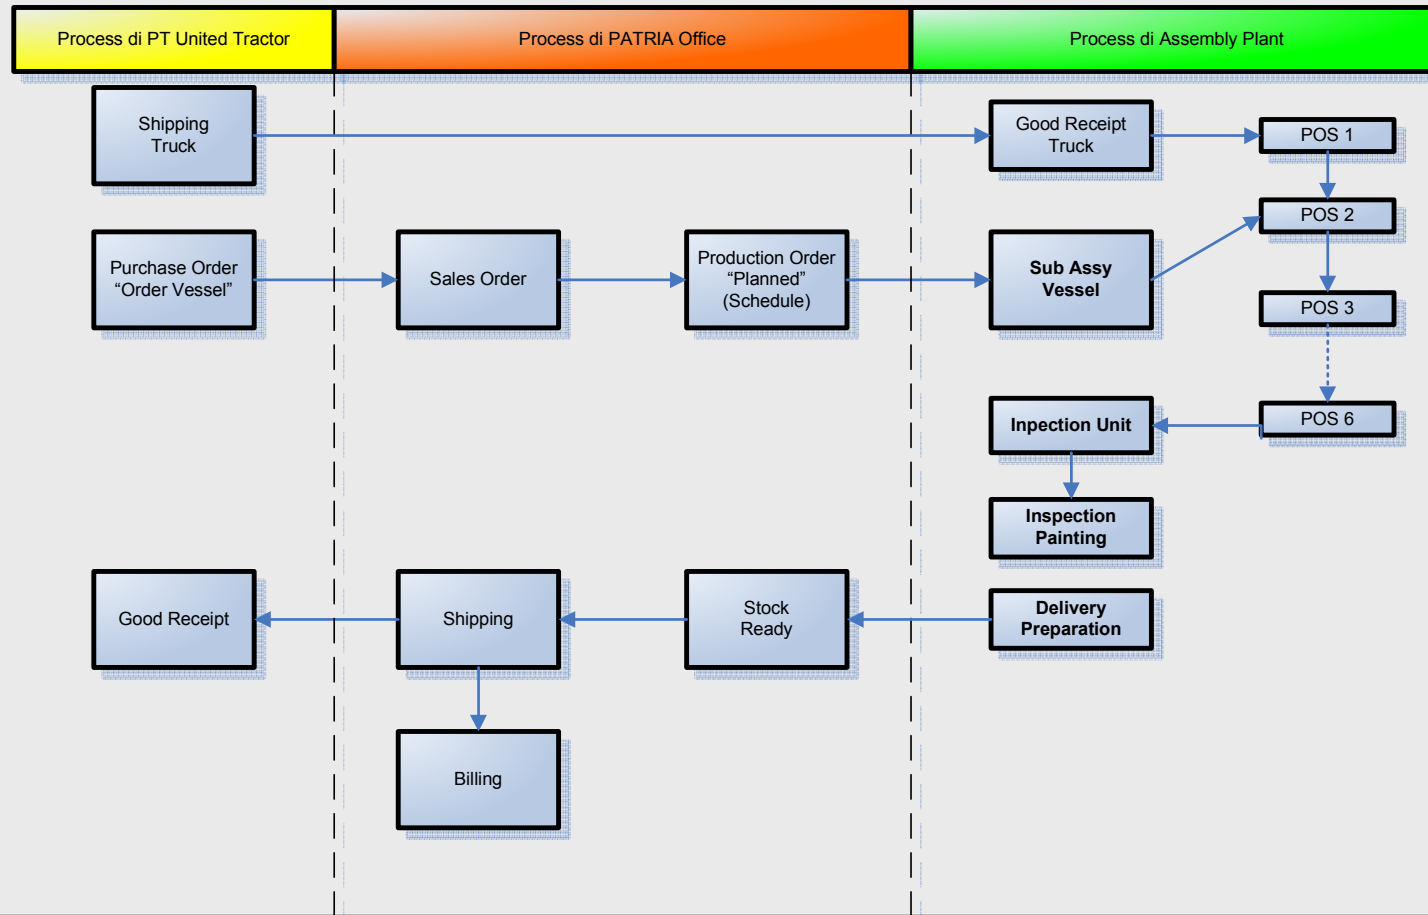 Process di PT United Tractor
Process di PATRIA Office
Process di Assembly Plant
Shipping
Truck
Good Receipt
Truck
POS 1
POS 2
Purchase Order
“Order Vessel”
Sales Order
Production Order
“Planned”
(Schedule)
Sub Assy
Vessel
POS 3
POS 6
Inpection Unit
Inspection
Painting
Good Receipt
Shipping
Stock
Ready
Delivery
Preparation
Billing